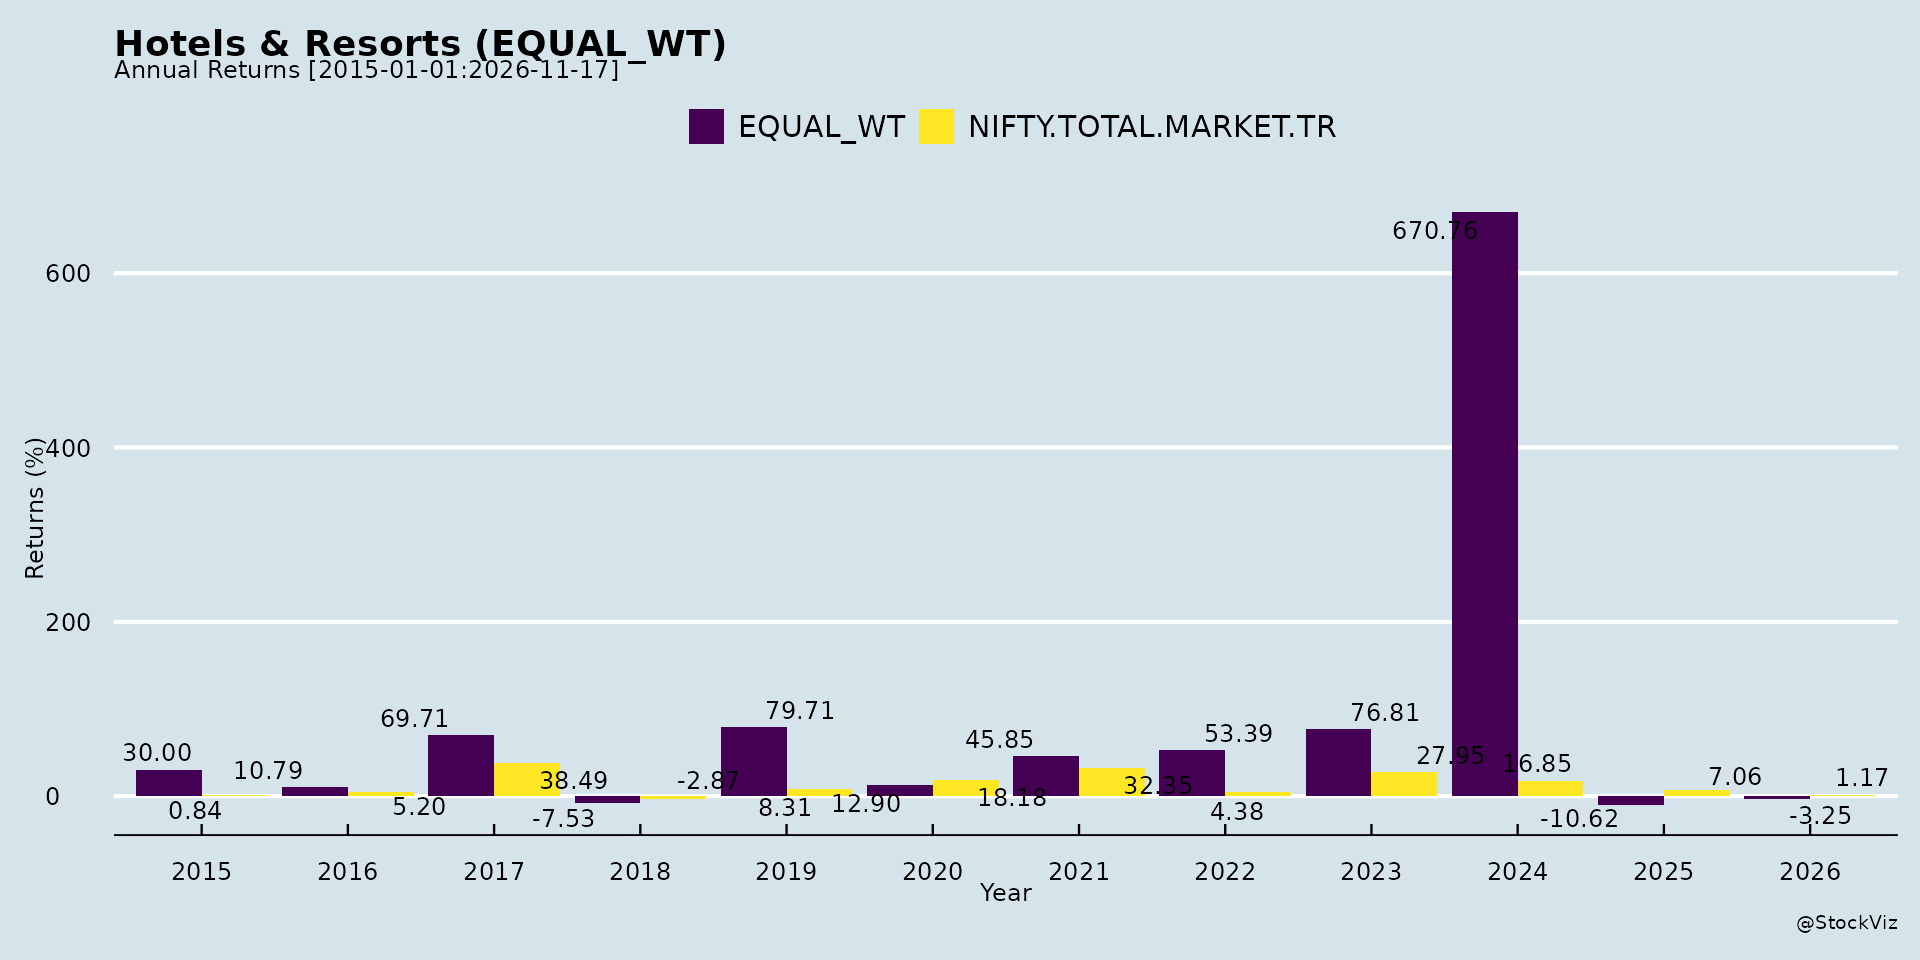 Hotels & Resorts (EQUAL_WT)
Annual Returns [2015-01-01:2026-11-17]
EQUAL_WT NIFTY.TOTAL.MARKET.TR
Returns (%)
600
400
200
0
30.00 0.84
10.79 5.20
69.71 38.49
-7.53 -2.87
79.71 8.31
12.90 18.18
45.85 32.35
53.39 4.38
76.81 27.95
670.76 16.85
-10.62 7.06
-3.25 1.17
2015 2016 2017 2018 2019 2020 2021 2022 2023 2024 2025 2026
Year
@StockViz